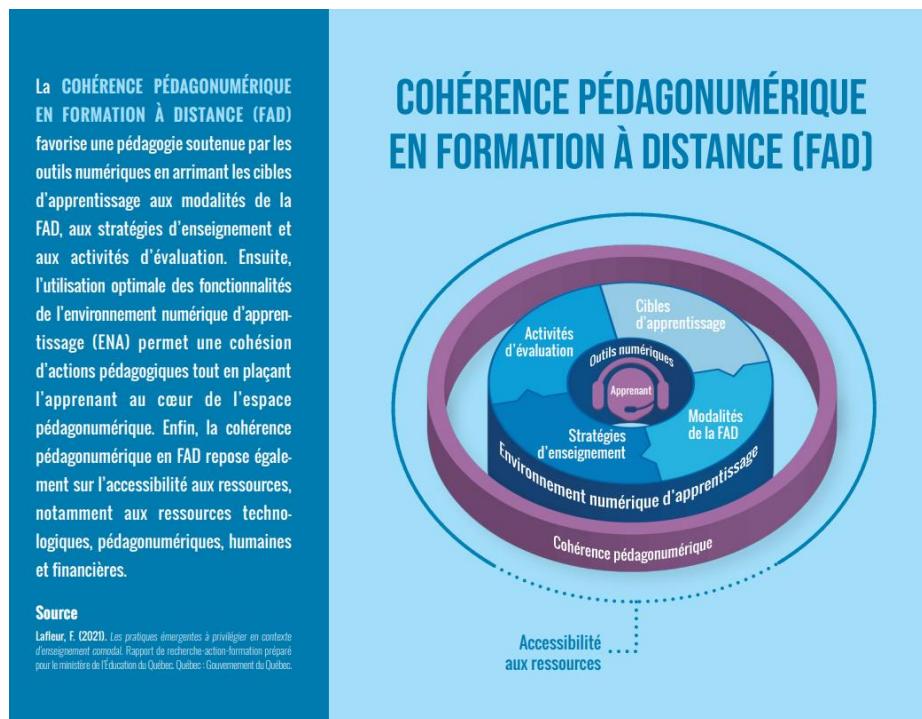 La COHÉRENCE PÉDAGONUMÉRIQUE
EN FORMATION À DISTANCE (FAD)
favorise une pédagogie soutenue par les
outils numériques en arrimant les cibles
d'apprentissage aux modalités de la
FAD, aux stratégies d'enseignement et
aux activités d'évaluation. Ensuite,
l'utilisation optimale des fonctionnalités
de l'environnement numérique d'appren-
tissage (ENA) permet une cohésion
d'actions pédagogiques tout en plaçant
l'apprenant au cœur de l'espace
pédagonumérique. Enfin, la cohérence
pédagonumérique en FAD repose égale-
ment sur l'accessibilité aux ressources,
notamment aux ressources techno-
logiques, pédagonumériques, humaines
et financières.
Source
Lafleur, F. (2021). Les pratiques émergentes à privilégier en contexte
d'enseignement comodal. Rapport de recherche-action-formation préparé
pour le ministère de l'Éducation du Québec. Québec : Gouvernement du Québec.
COHÉRENCE PÉDAGONUMÉRIQUE
EN FORMATION À DISTANCE (FAD)
Cibles
d'apprentissage
Activités
d'évaluation
Outils numériques
Apprenant
Modalités
de la FAD
Stratégies
d'enseignement
Environnement numérique d'apprentissage
Cohérence pédagonumérique
Accessibilité
aux ressources